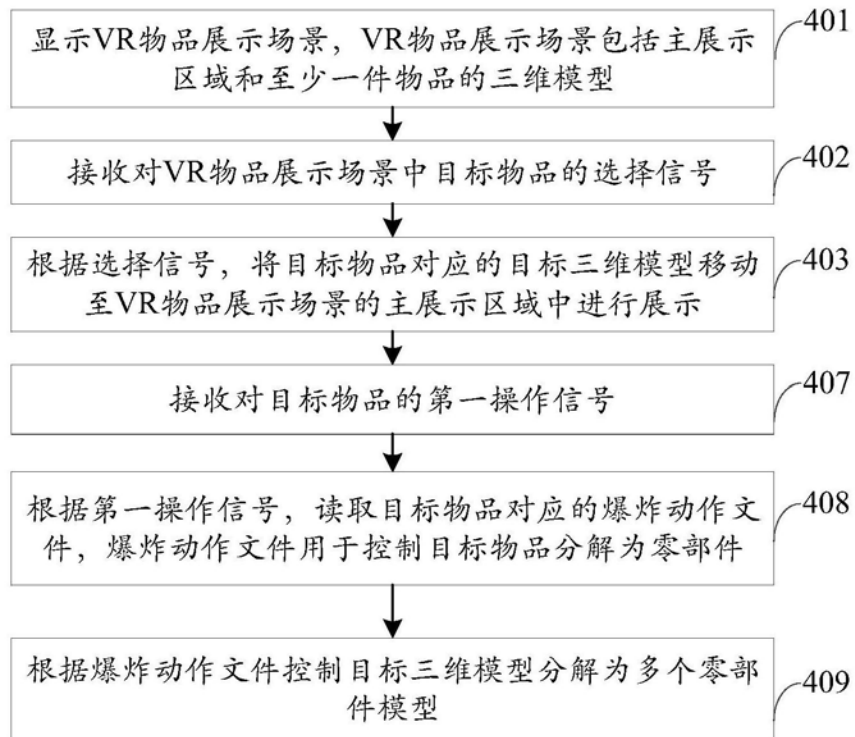 显示VR物品展示场景，VR物品展示场景包括主展示
区域和至少一件物品的三维模型
401
接收对VR物品展示场景中目标物品的选择信号
402
根据选择信号，将目标物品对应的目标三维模型移动
至VR物品展示场景的主展示区域中进行展示
403
接收对目标物品的第一操作信号
407
根据第一操作信号，读取目标物品对应的爆炸动作文
件，爆炸动作文件用于控制目标物品分解为零部件
408
根据爆炸动作文件控制目标三维模型分解为多个零部
件模型
409